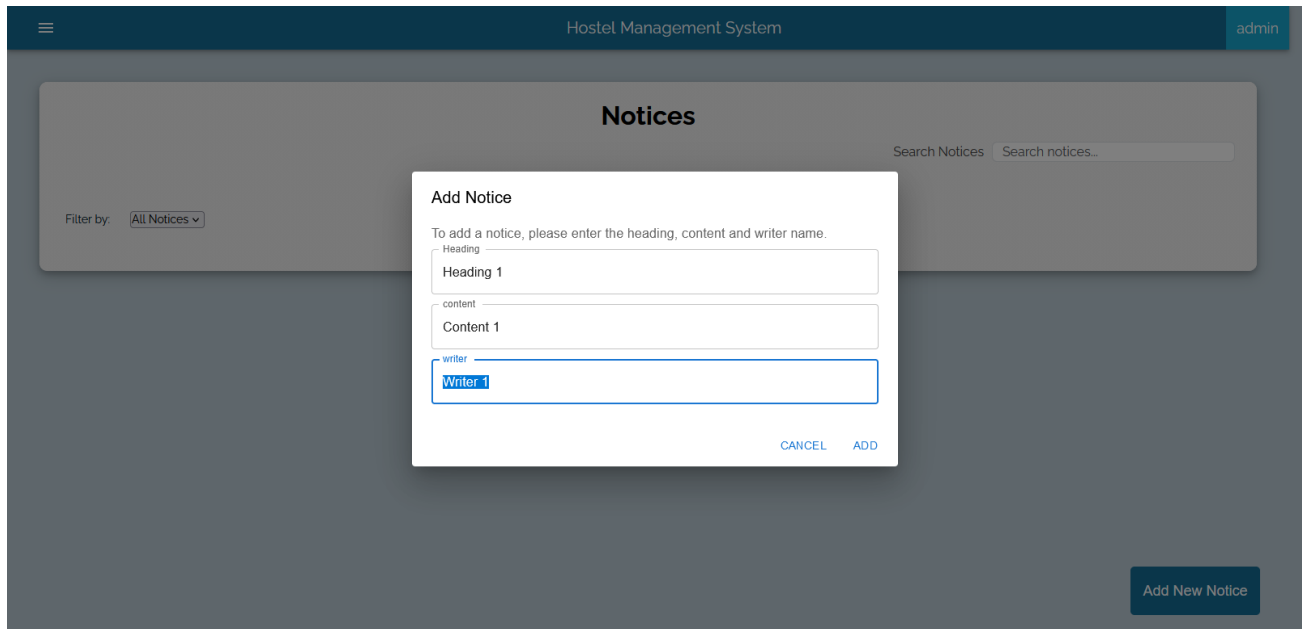 Hostel Management System
admin
Notices
Search Notices Search notices...
Filter by: All Notices
Add Notice
To add a notice, please enter the heading, content and writer name.
Heading
Heading 1
content
Content 1
writer
Writer 1
CANCEL ADD
Add New Notice